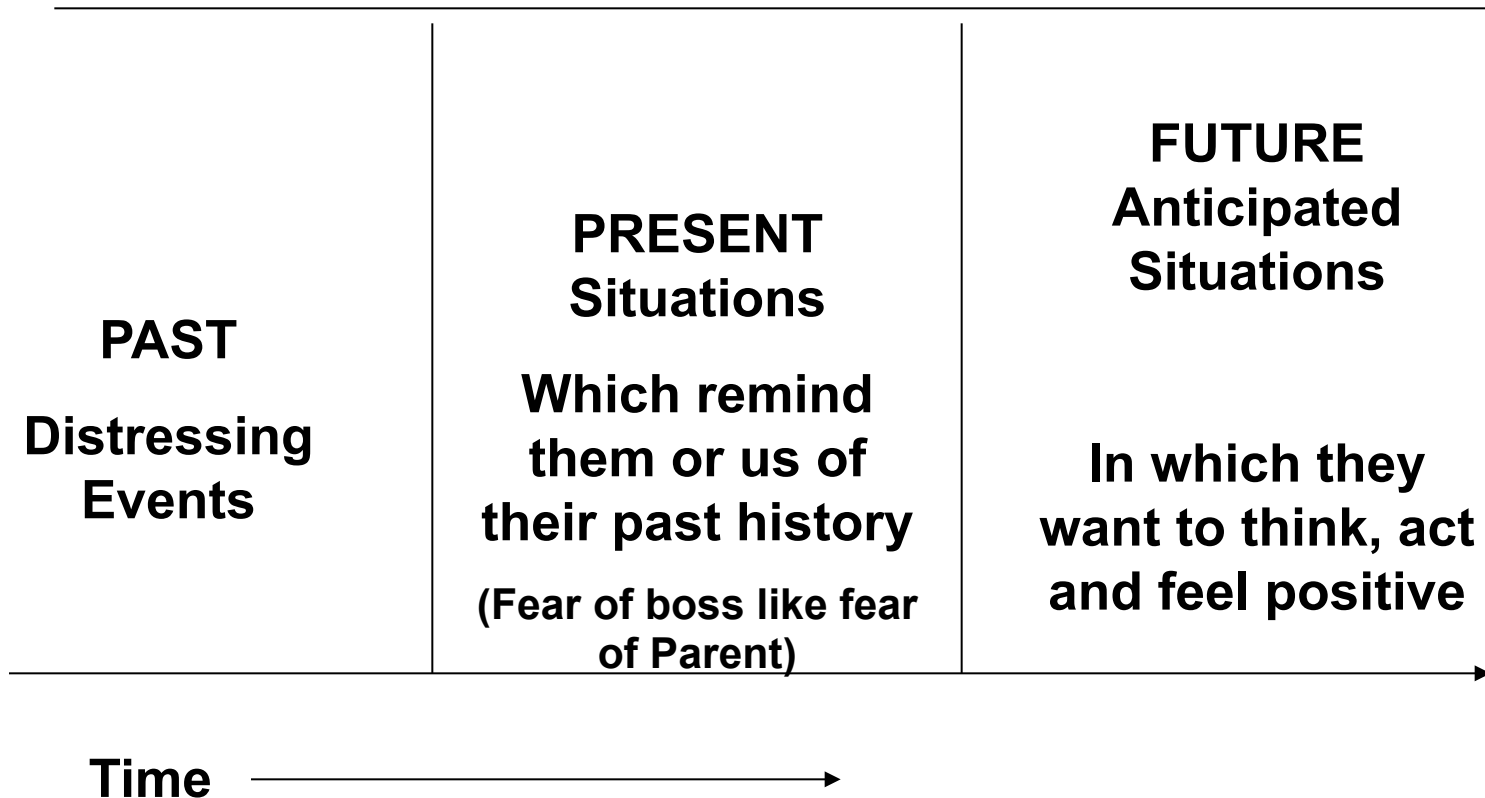 PAST
Distressing
Events
PRESENT
Situations
Which remind
them or us of
their past history
(Fear of boss like fear
of Parent)
FUTURE
Anticipated
Situations
In which they
want to think, act
and feel positive
Time